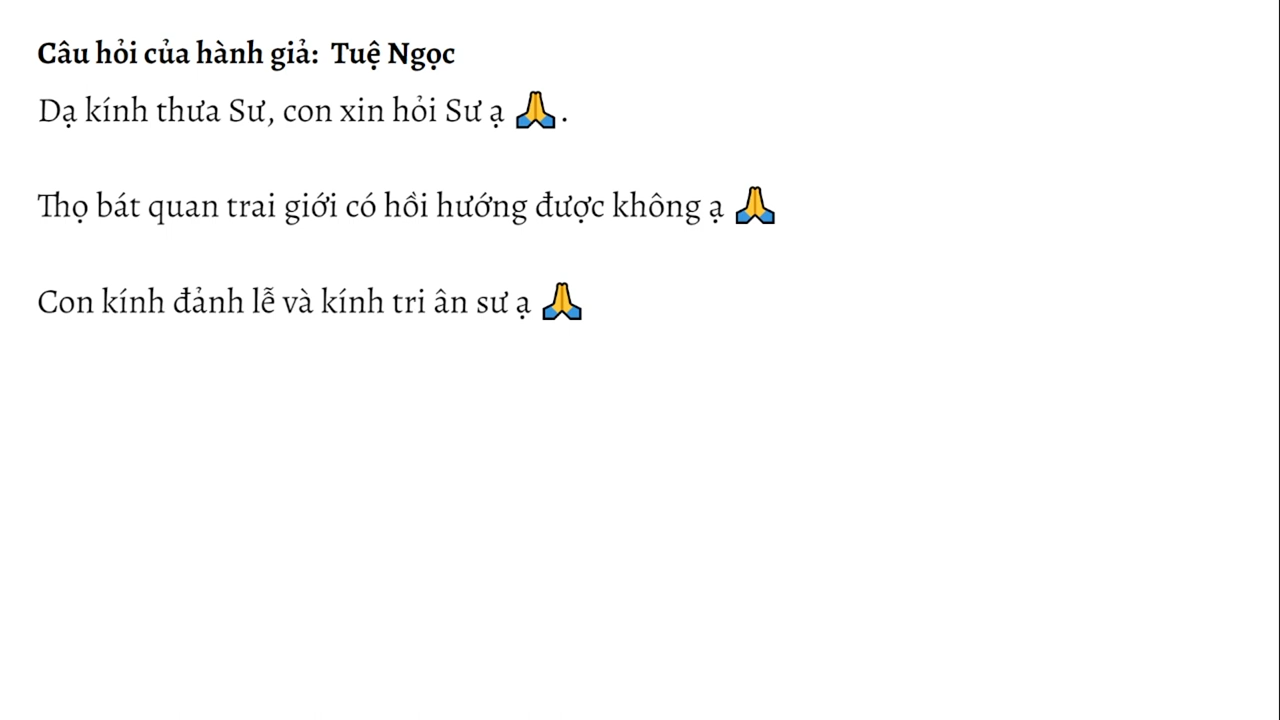 Câu hỏi của hành giả: Tuệ Ngọc
Dạ kính thưa Sư, con xin hỏi Sư ạ 🙏.
Thọ bát quan trai giới có hồi hướng được không ạ 🙏
Con kính đảnh lễ và kính tri ân sư ạ 🙏